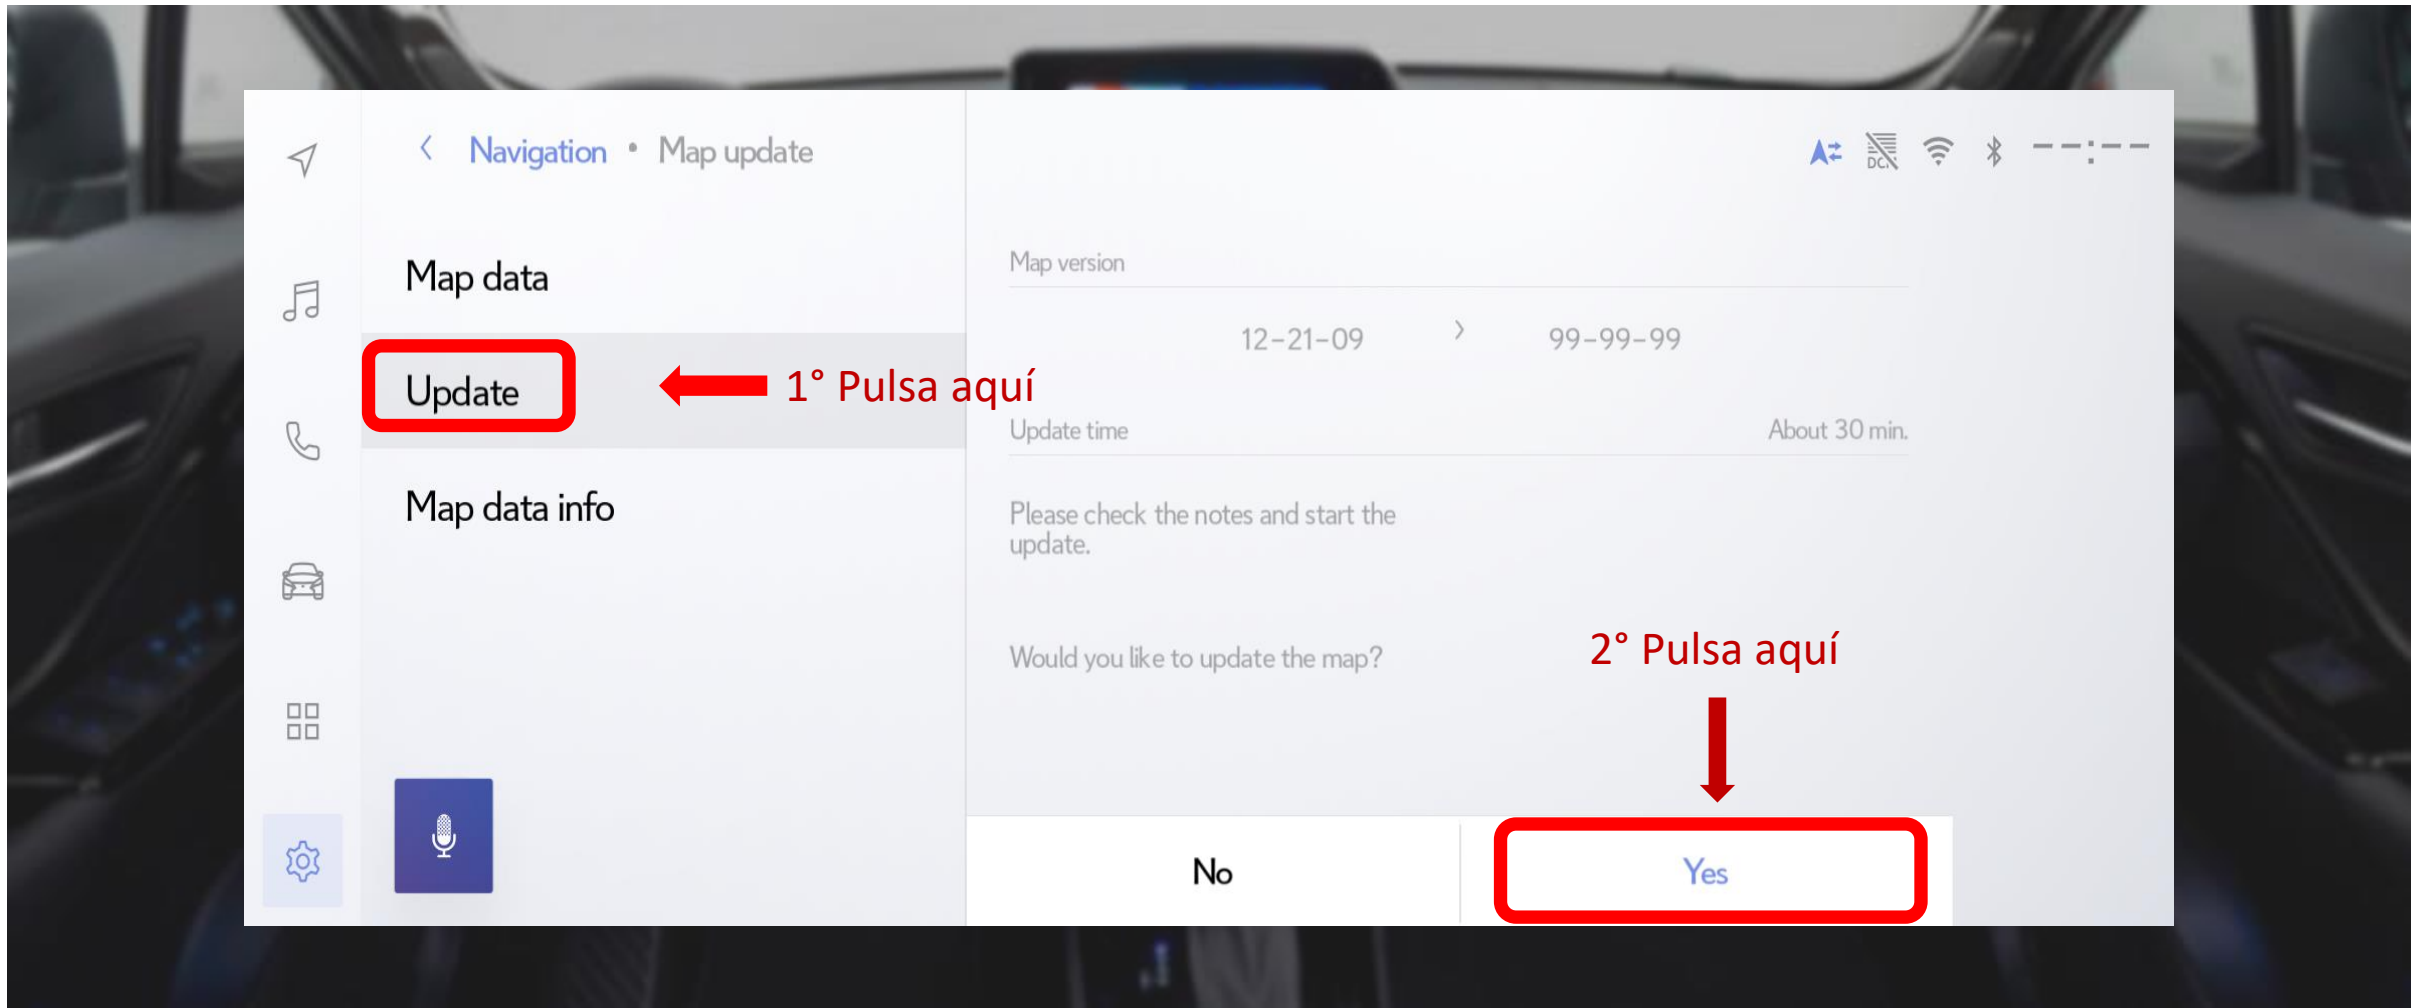 Navigation • Map update
DC
--:--
Map data
Map version
12-21-09 > 99-99-99
Update
1° Pulsa aquí
Update time About 30 min.
Map data info
Please check the notes and start the
update.
Would you like to update the map?
2° Pulsa aquí
No
Yes